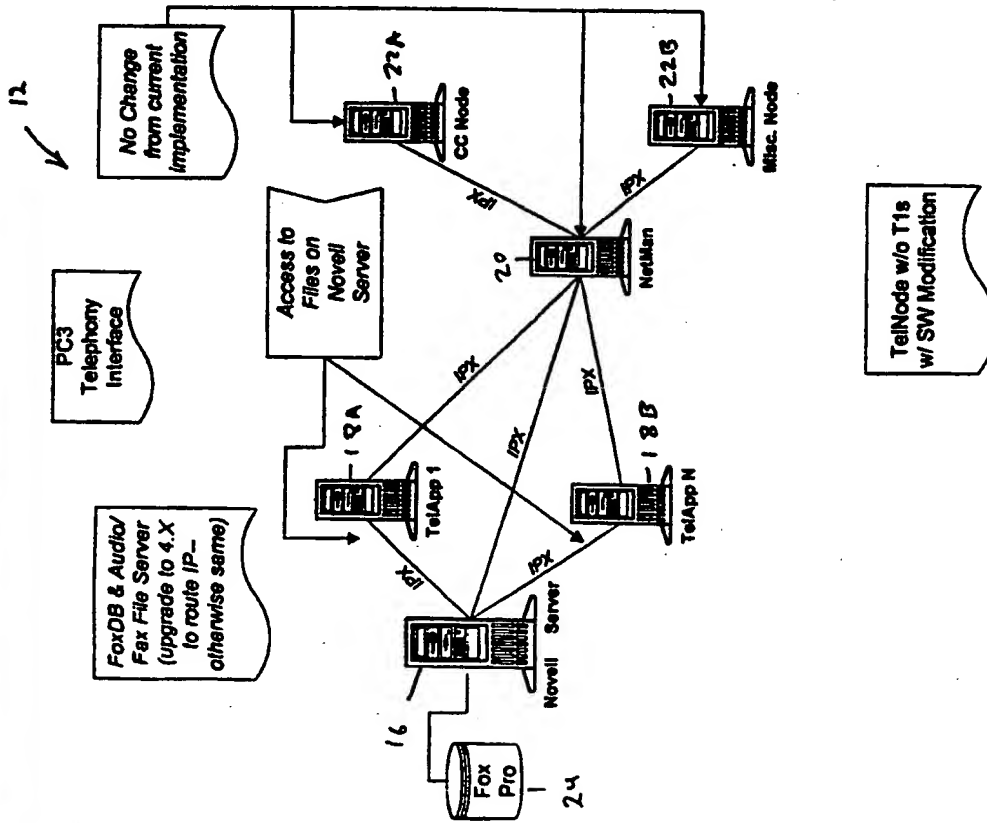 12
No Change
from current
Implementation
22A
CC Node
22B
Misc. Node
IPX
IPX
Access to
Files on
Novell
Server
20
NetMan
PC3
Telephony
Interface
IPX
IPX
IPX
TelNode w/o T1s
w/ SW Modification
18A
TelApp 1
18B
TelApp N
FoxDB & Audio/
Fax File Server
(upgrade to 4.X
to route IP–
otherwise same)
IPX
IPX
Novell Server
16
Fox
Pro
24